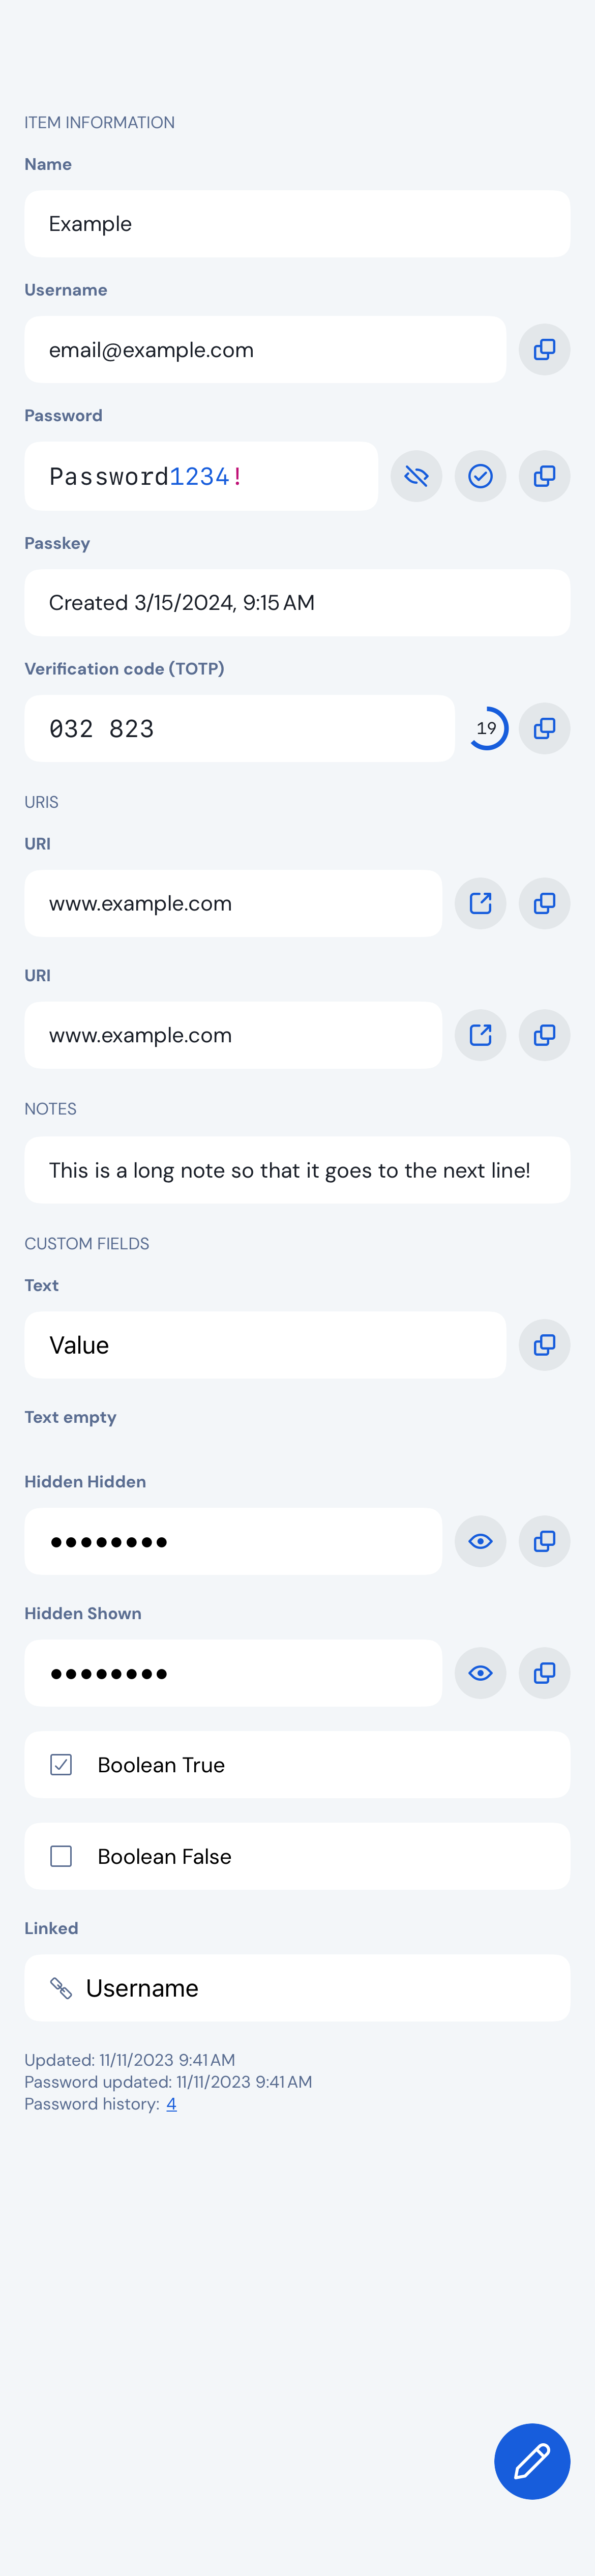 ITEM INFORMATION
Name
Example
Username
email@example.com
Password
Password1234!
Passkey
Created 3/15/2024, 9:15 AM
Verification code (TOTP)
032 823
19
URIS
URI
www.example.com
URI
www.example.com
NOTES
This is a long note so that it goes to the next line!
CUSTOM FIELDS
Text
Value
Text empty
Hidden Hidden
••••••••
Hidden Shown
••••••••
Boolean True
Boolean False
Linked
Username
Updated: 11/11/2023 9:41 AM
Password updated: 11/11/2023 9:41 AM
Password history: 4